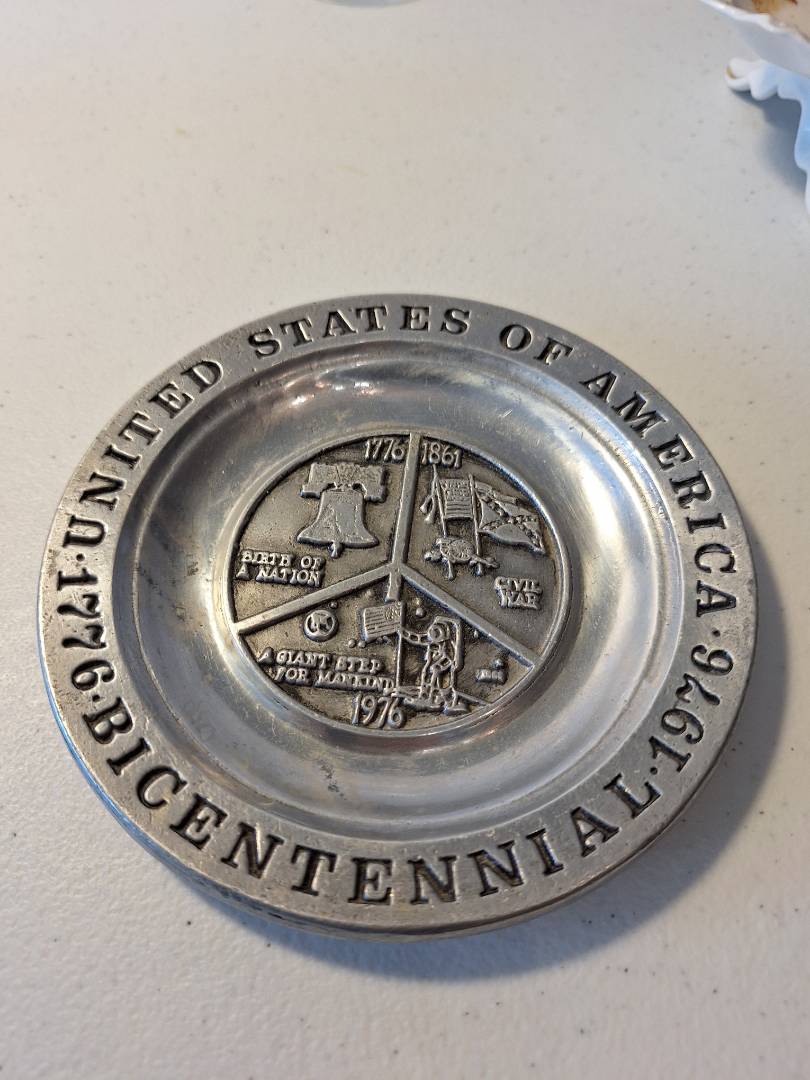 UNITED STATES OF AMERICA · 1976 ·
BICENTENNIAL · 1776 ·
1776
1861
BIRTH OF
A NATION
CIVIL
WAR
A GIANT STEP
FOR MANKIND
1976